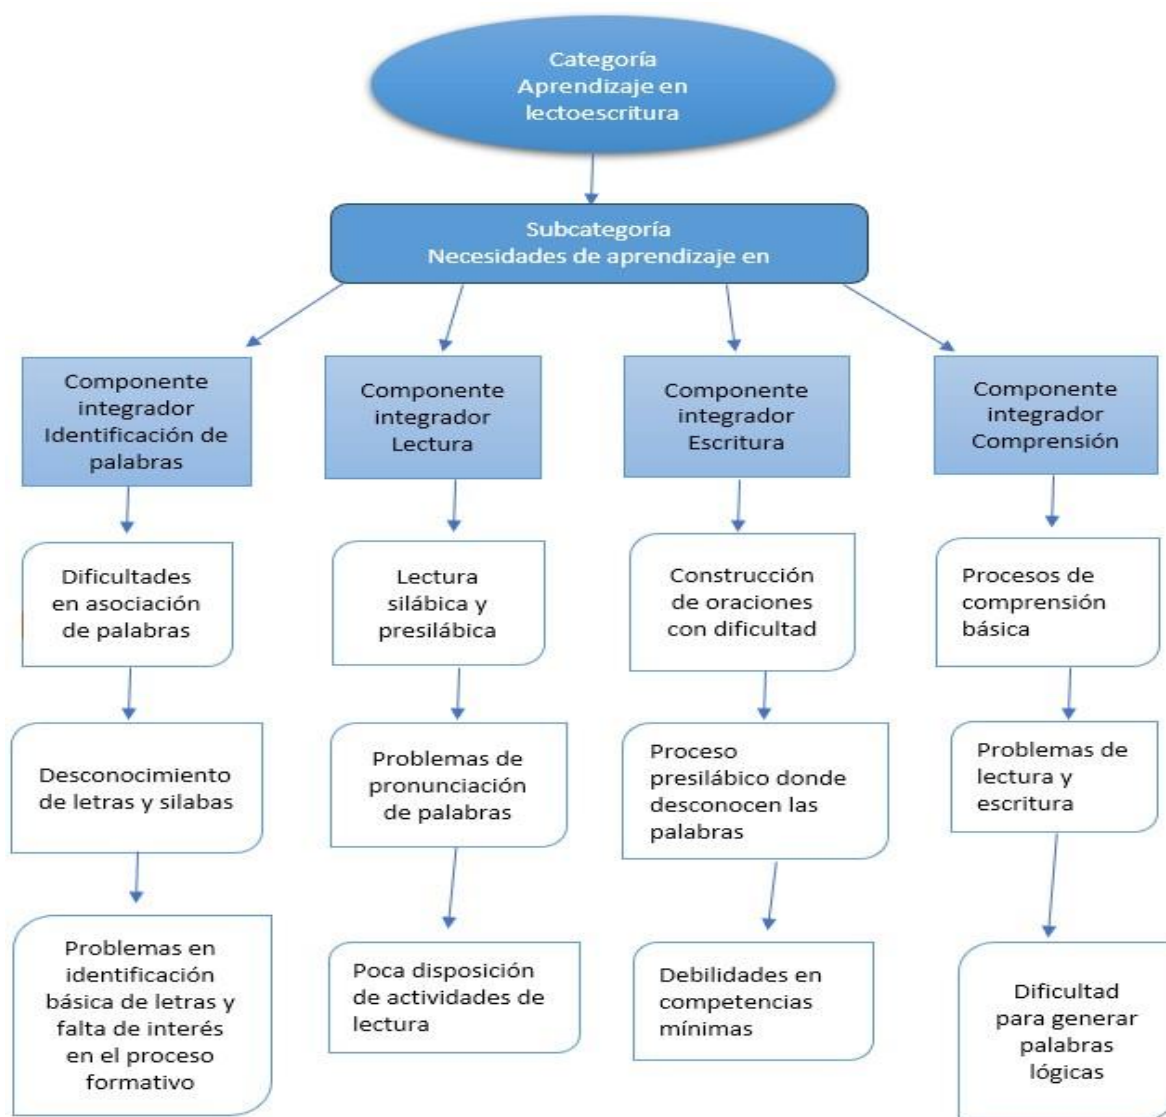 Categoría
Aprendizaje en
lectoescritura
Subcategoría
Necesidades de aprendizaje en
Componente
integrador
Identificación de
palabras
Componente
integrador
Lectura
Componente
integrador
Escritura
Componente
integrador
Comprensión
Dificultades
en asociación
de palabras
Lectura
silábica y
presilábica
Construcción
de oraciones
con dificultad
Procesos de
comprensión
básica
Desconocimiento
de letras y silabas
Problemas de
pronunciación
de palabras
Proceso
presilábico donde
desconocen las
palabras
Problemas de
lectura y
escritura
Problemas en
identificación
básica de letras y
falta de interés
en el proceso
formativo
Poca disposición
de actividades de
lectura
Debilidades en
competencias
mínimas
Dificultad
para generar
palabras
lógicas